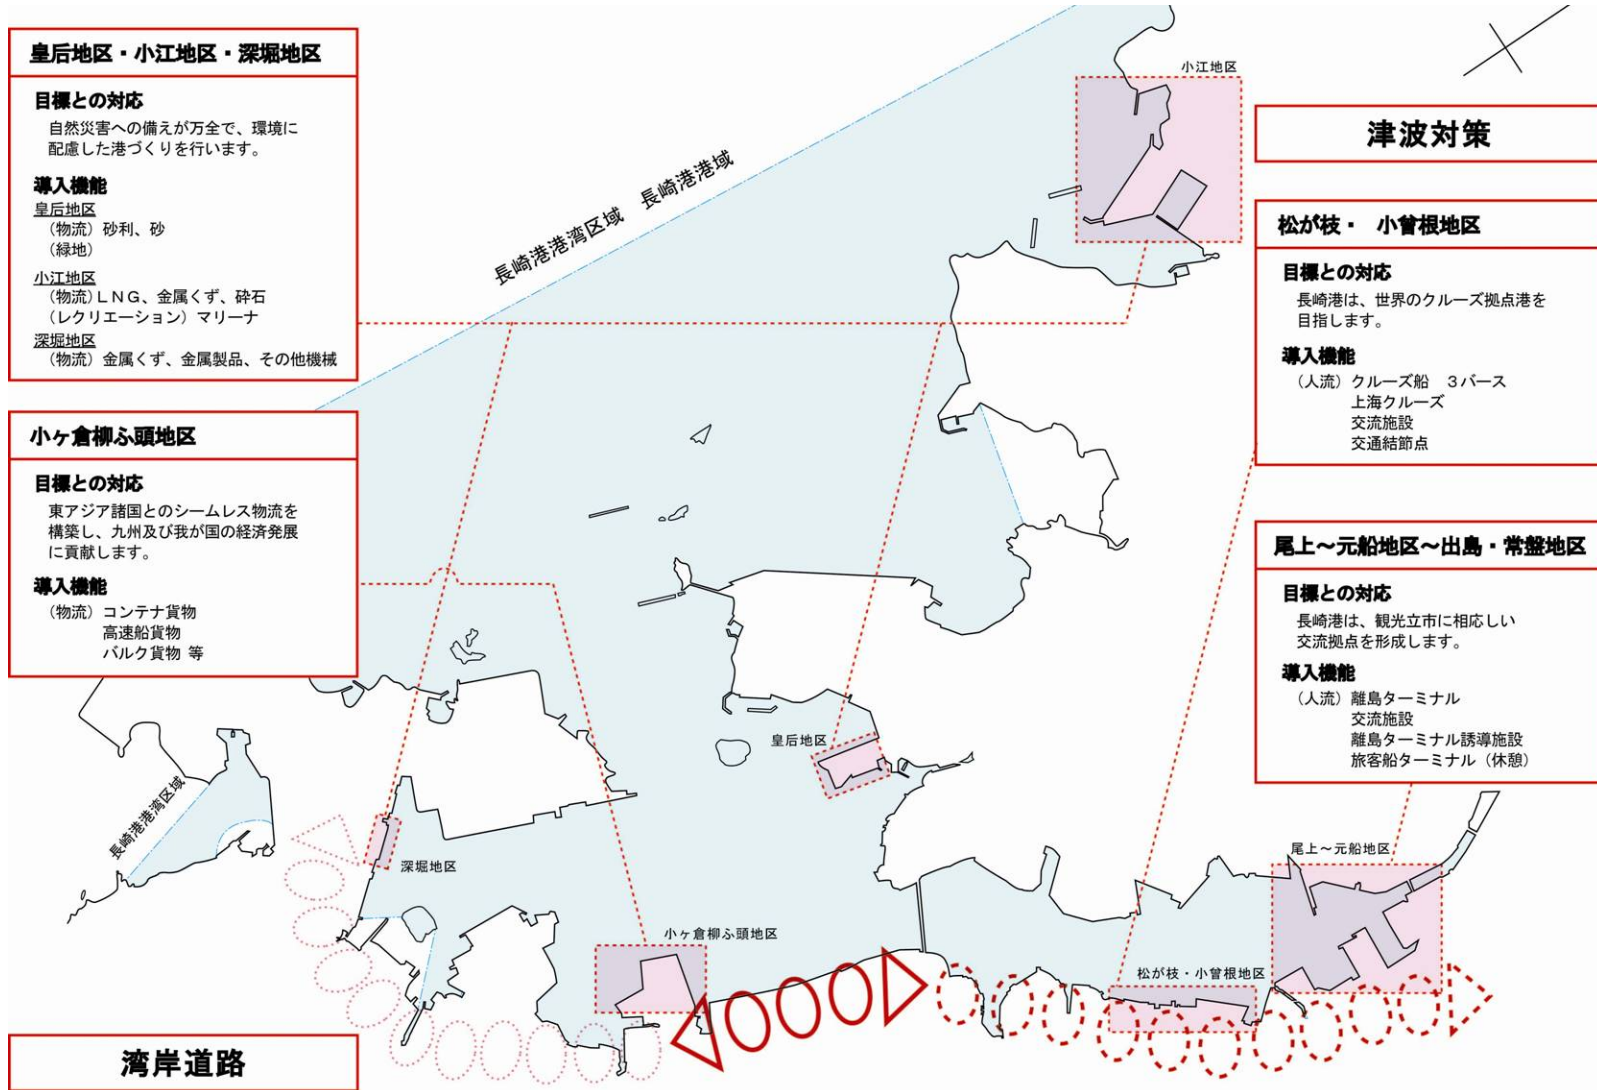 皇后地区・小江地区・深堀地区
目標との対応
自然災害への備えが万全で、環境に
配慮した港づくりを行います。
導入機能
皇后地区
（物流）砂利、砂
（緑地）
小江地区
（物流）ＬＮＧ、金属くず、砕石
（レクリエーション）マリーナ
深堀地区
（物流）金属くず、金属製品、その他機械
小ヶ倉柳ふ頭地区
目標との対応
東アジア諸国とのシームレス物流を
構築し、九州及び我が国の経済発展
に貢献します。
導入機能
（物流）コンテナ貨物
高速船貨物
バルク貨物 等
湾岸道路
長崎港港湾区域　長崎港港域
長崎港港湾区域
小江地区
皇后地区
深堀地区
小ヶ倉柳ふ頭地区
松が枝・小曽根地区
尾上～元船地区
津波対策
松が枝・　小曽根地区
目標との対応
長崎港は、世界のクルーズ拠点港を
目指します。
導入機能
（人流）クルーズ船　３バース
上海クルーズ
交流施設
交通結節点
尾上～元船地区～出島・常盤地区
目標との対応
長崎港は、観光立市に相応しい
交流拠点を形成します。
導入機能
（人流）離島ターミナル
交流施設
離島ターミナル誘導施設
旅客船ターミナル（休憩）